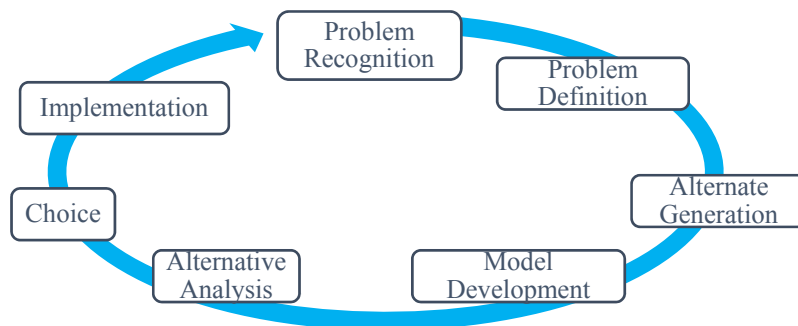 Problem
Recognition
Problem
Definition
Alternate
Generation
Model
Development
Alternative
Analysis
Choice
Implementation